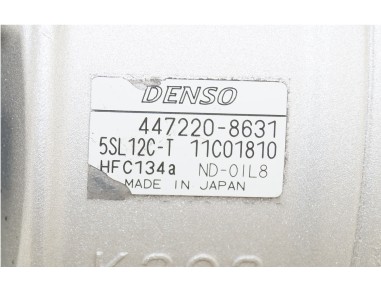 DENSO
447220-8631
5SL12C-T 11C01810
HFC134a ND-OIL8
MADE IN JAPAN